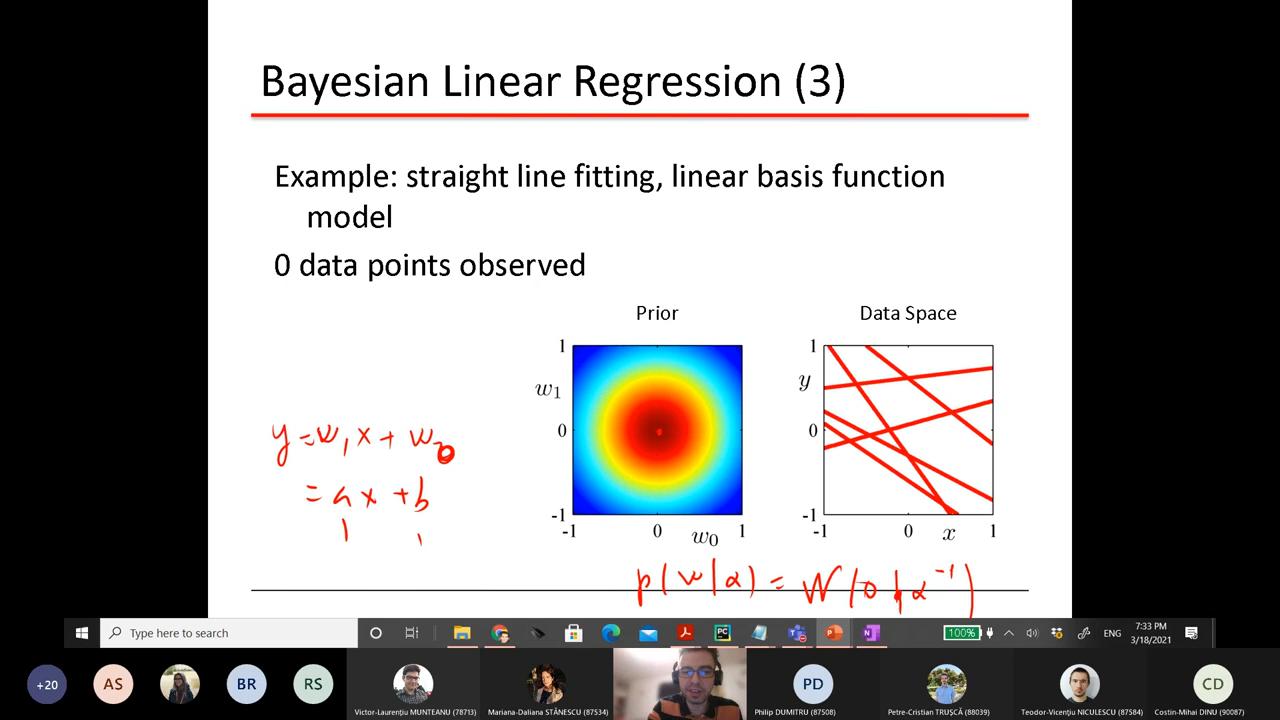 Bayesian Linear Regression (3)
Example: straight line fitting, linear basis function
model
0 data points observed
Prior
Data Space
1
w1
0
-1
-1
0
w0
1
1
y
0
-1
-1
0
x
1
y = w1 x + w0
= a x + b
p(w|α) = N(0|α⁻¹)
Type here to search
100%
ENG
7:33 PM
3/18/2021
+20
AS
BR
RS
PD
CD
Victor-Laurențiu MUNTEANU (78713)
Mariana-Daliana STĂNESCU (87534)
Philip DUMITRU (87508)
Petre-Cristian TRUȘCĂ (88039)
Teodor-Vicențiu NICULESCU (87584)
Costin-Mihai DINU (90087)